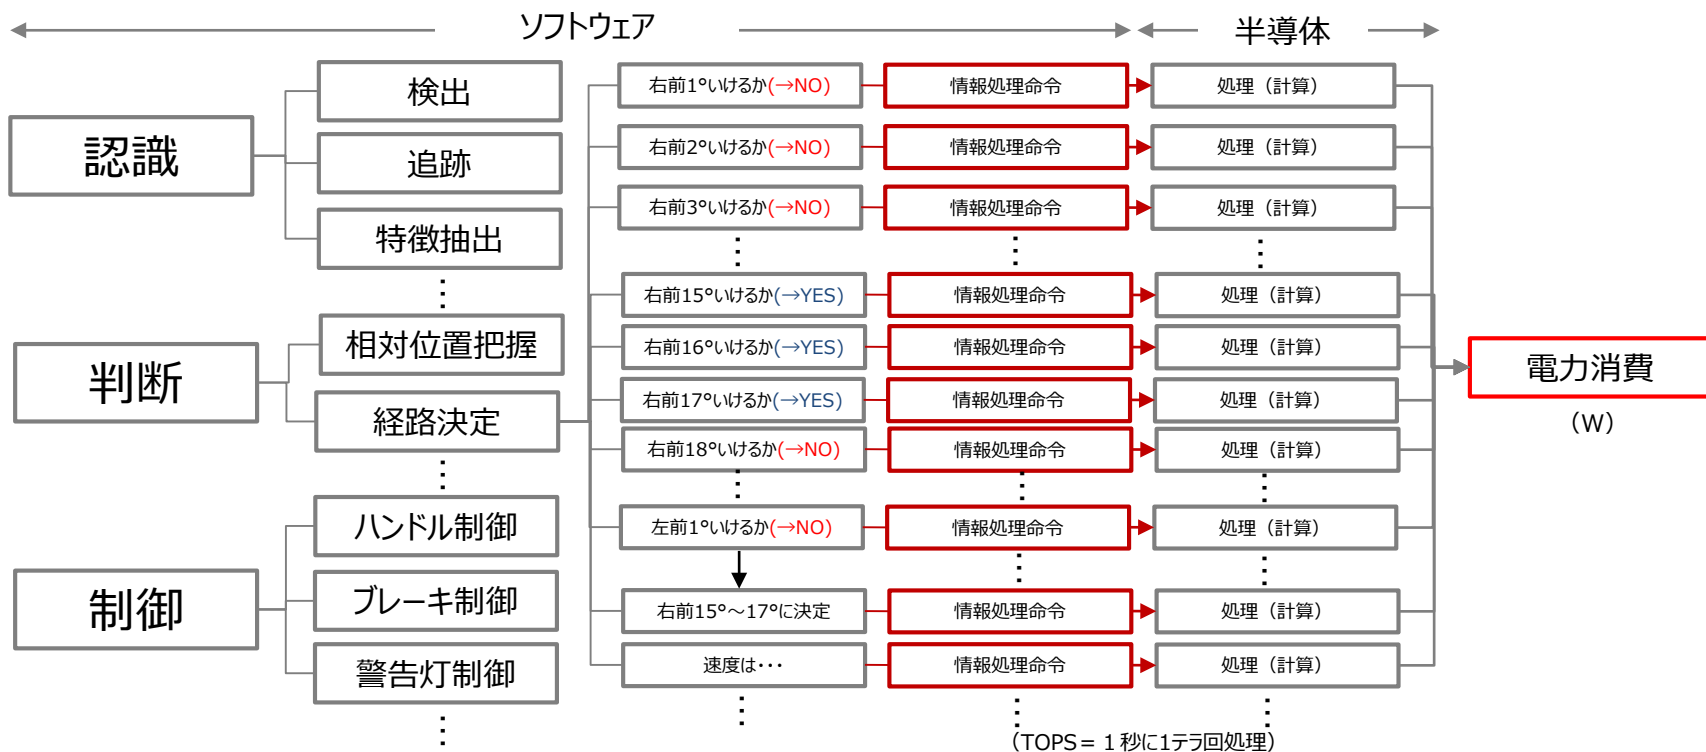 ソフトウェア
半導体
認識
検出
追跡
特徴抽出
判断
相対位置把握
経路決定
制御
ハンドル制御
ブレーキ制御
警告灯制御
右前1°いけるか(→NO) 情報処理命令 処理（計算）
右前2°いけるか(→NO) 情報処理命令 処理（計算）
右前3°いけるか(→NO) 情報処理命令 処理（計算）
右前15°いけるか(→YES) 情報処理命令 処理（計算）
右前16°いけるか(→YES) 情報処理命令 処理（計算）
右前17°いけるか(→YES) 情報処理命令 処理（計算）
右前18°いけるか(→NO) 情報処理命令 処理（計算）
左前1°いけるか(→NO) 情報処理命令 処理（計算）
右前15°～17°に決定 情報処理命令 処理（計算）
速度は・・・ 情報処理命令 処理（計算）
（TOPS＝１秒に1テラ回処理）
電力消費
（W）